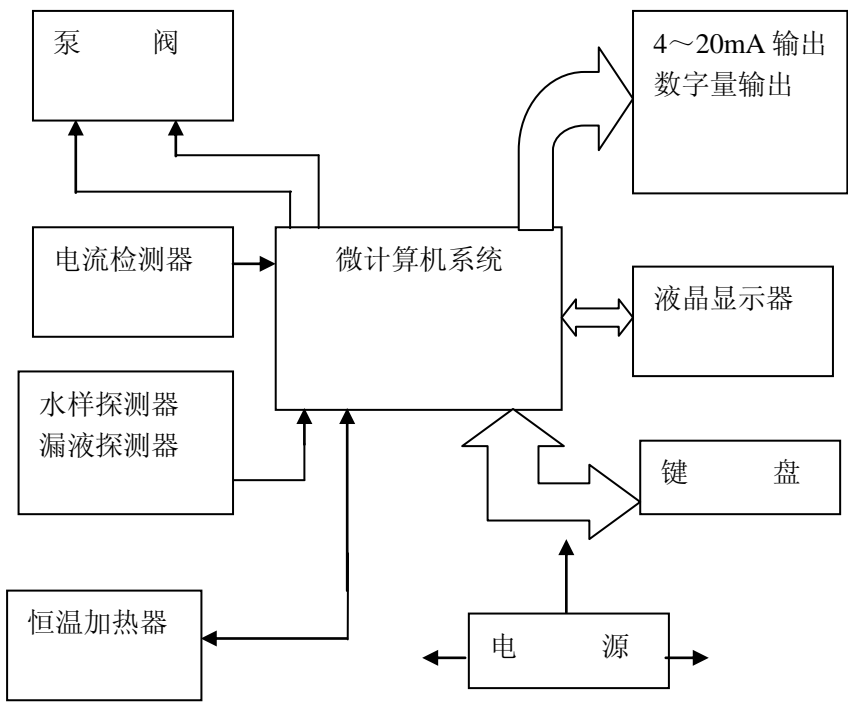 泵 阀
4～20mA 输出
数字量输出
电流检测器
微计算机系统
液晶显示器
水样探测器
漏液探测器
键 盘
恒温加热器
电 源